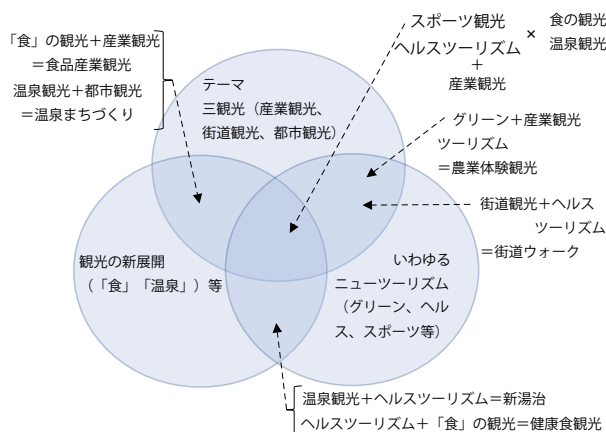 「食」の観光+産業観光
=食品産業観光
温泉観光+都市観光
=温泉まちづくり
スポーツ観光
ヘルスツーリズム
+
産業観光
×
食の観光
温泉観光
テーマ
三観光(産業観光、
街道観光、都市観光)
グリーン+産業観光
ツーリズム
=農業体験観光
街道観光+ヘルス
ツーリズム
=街道ウォーク
観光の新展開
(「食」「温泉」)等
いわゆる
ニューツーリズム
(グリーン、ヘル
ス、スポーツ等)
温泉観光+ヘルスツーリズム=新湯治
ヘルスツーリズム+「食」の観光=健康食観光